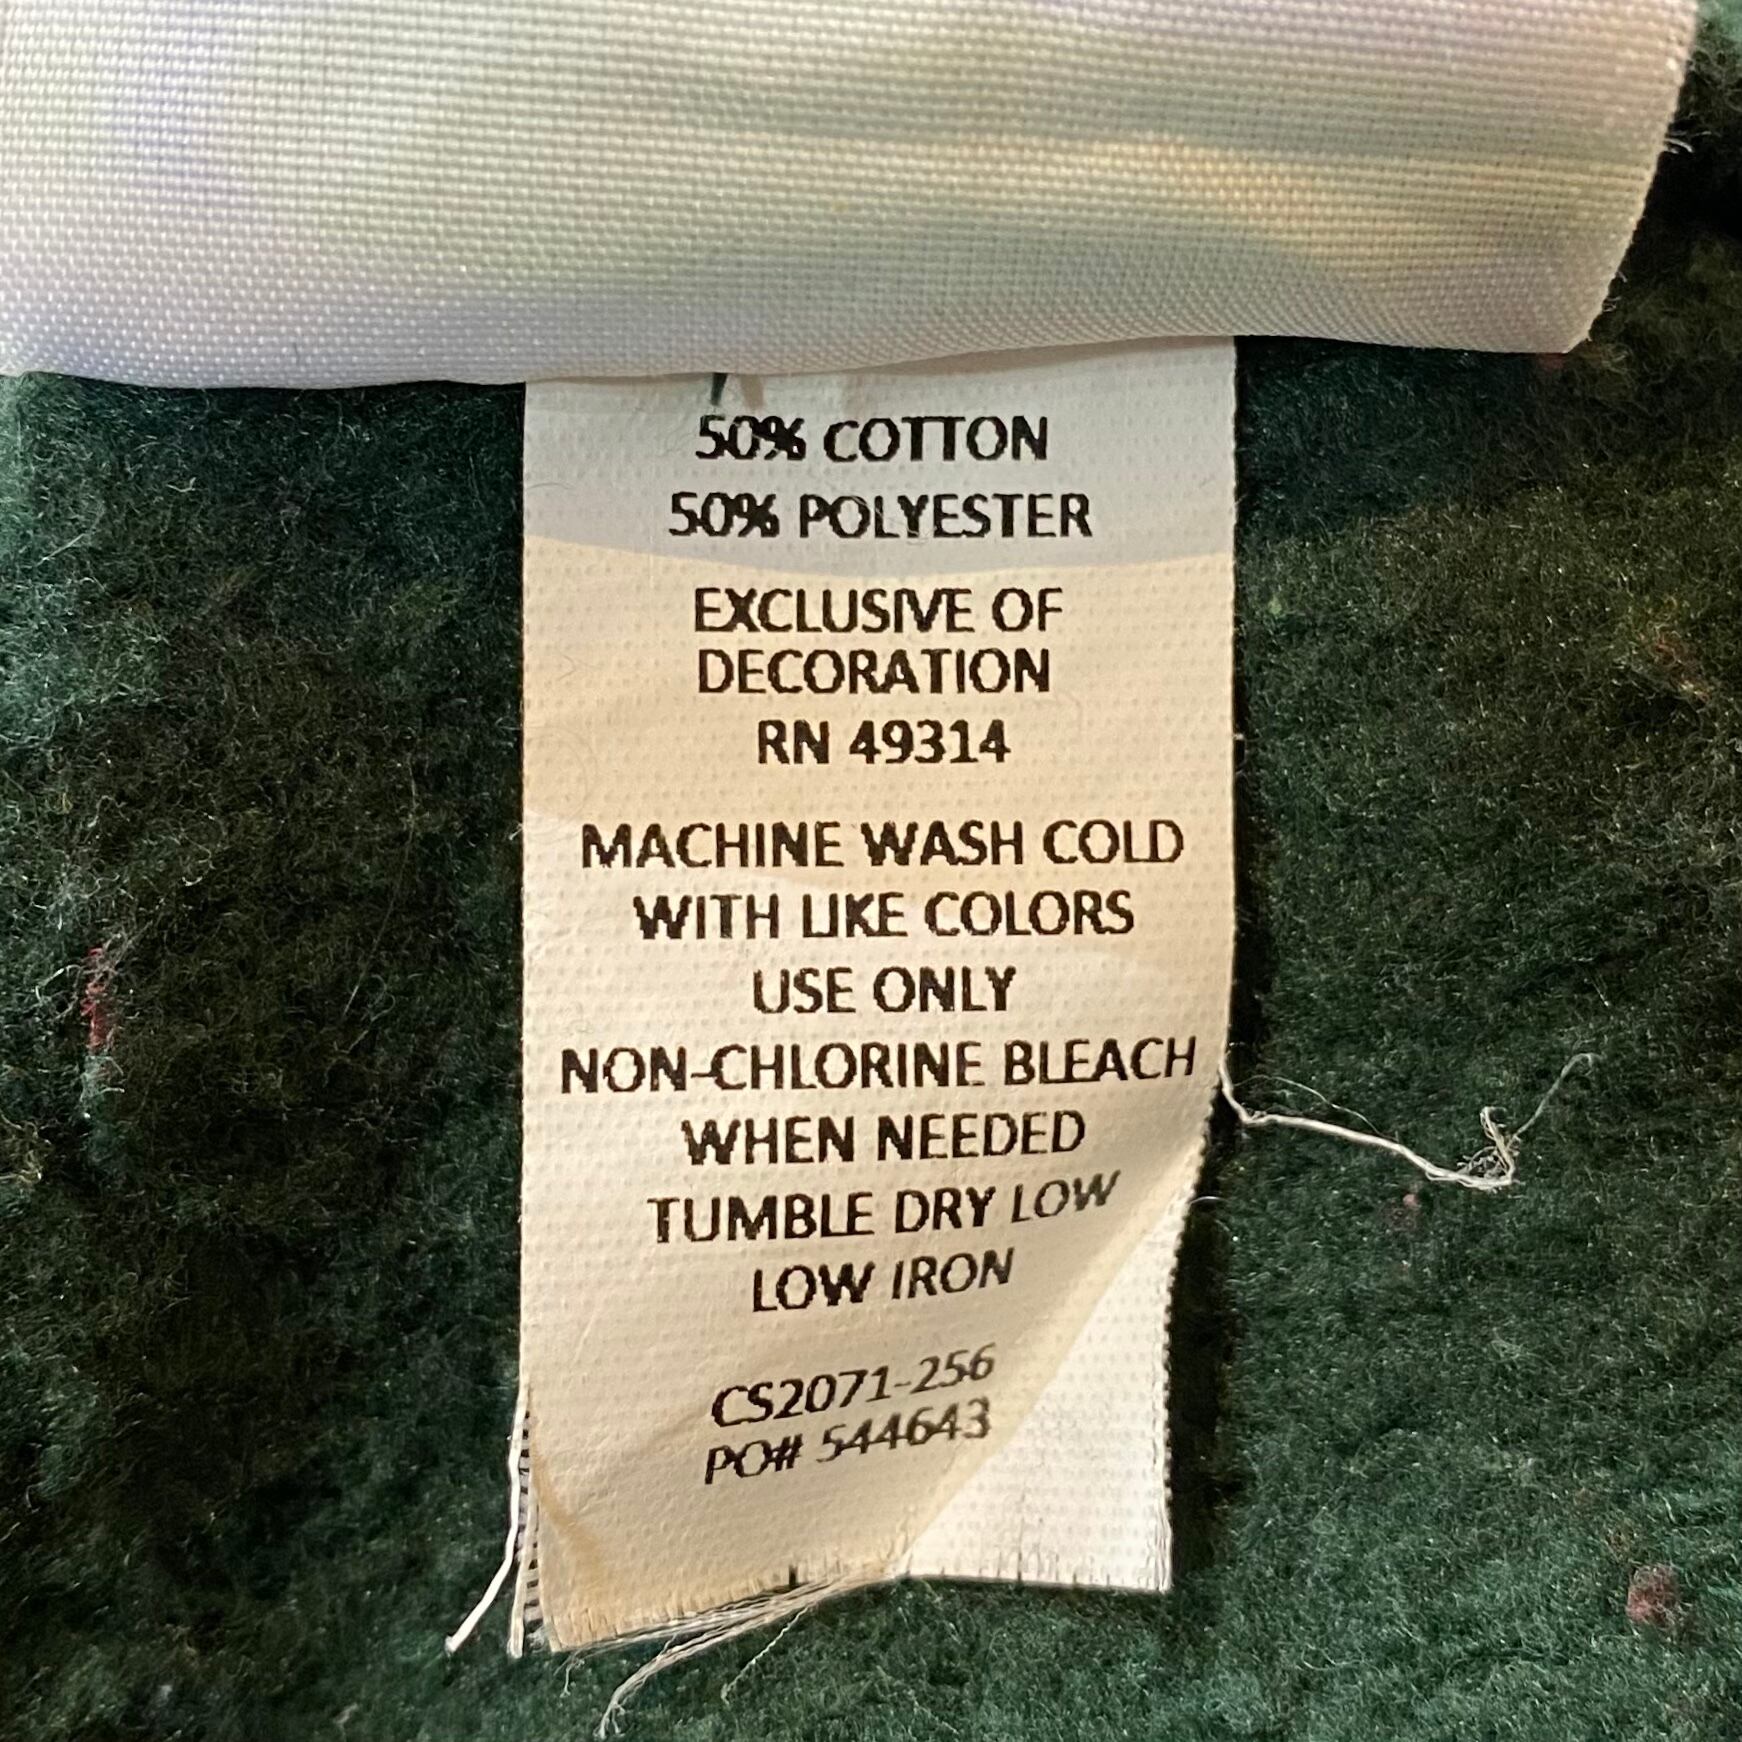 50% COTTON
50% POLYESTER
EXCLUSIVE OF
DECORATION
RN 49314
MACHINE WASH COLD
WITH LIKE COLORS
USE ONLY
NON-CHLORINE BLEACH
WHEN NEEDED
TUMBLE DRY LOW
LOW IRON
CS2071-256
PO# 544643